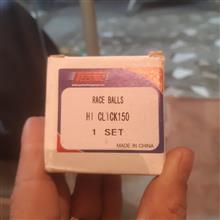 RACE BALLS
HI CLICK150
1 SET
MADE IN CHINA